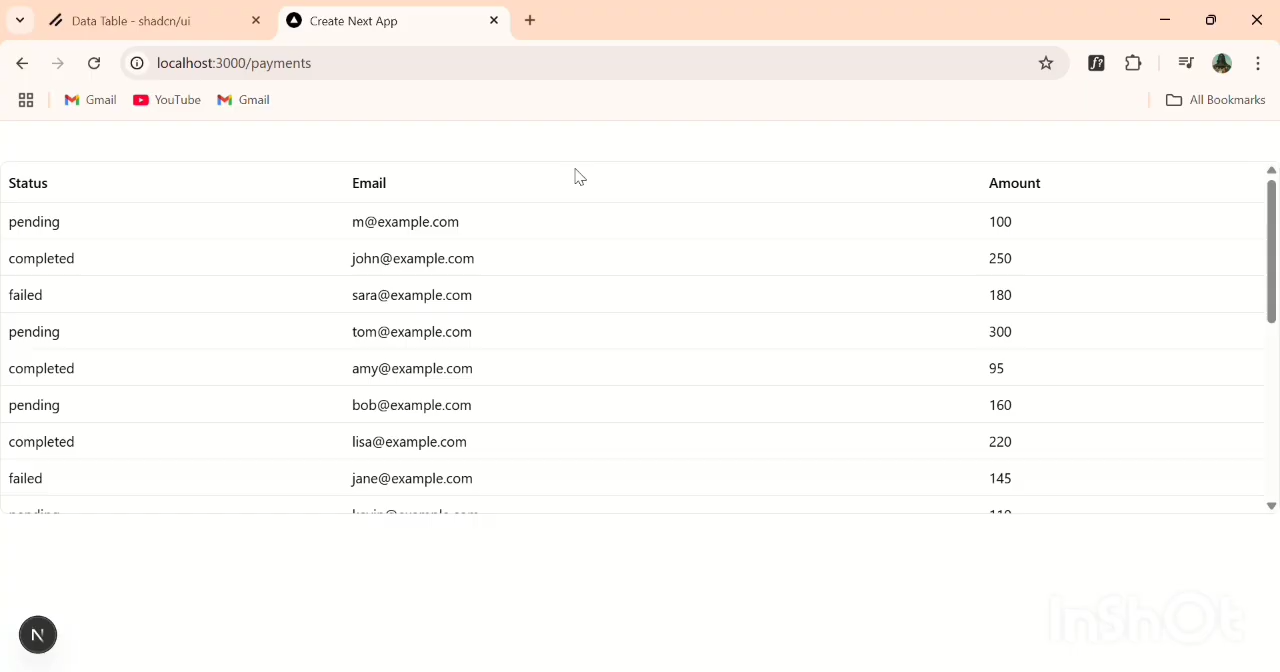 Data Table - shadcn/ui
Create Next App
localhost:3000/payments
f?
Gmail
YouTube
Gmail
All Bookmarks
Status Email Amount
pending m@example.com 100
completed john@example.com 250
failed sara@example.com 180
pending tom@example.com 300
completed amy@example.com 95
pending bob@example.com 160
completed lisa@example.com 220
failed jane@example.com 145
N
InShOt